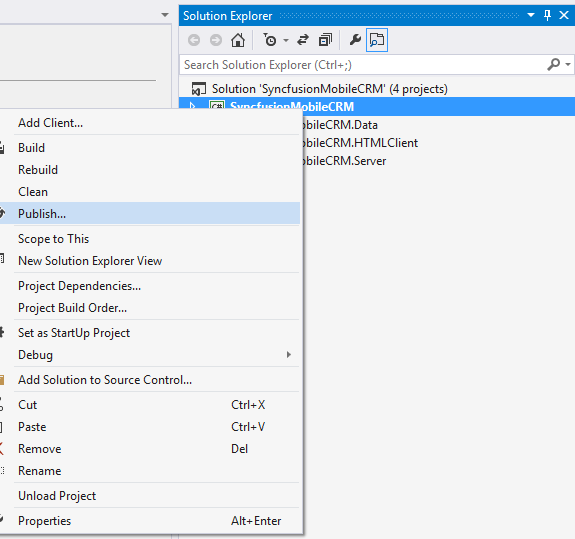 Solution Explorer
Search Solution Explorer (Ctrl+;)
Solution 'SyncfusionMobileCRM' (4 projects)
C# SyncfusionMobileCRM
obileCRM.Data
obileCRM.HTMLClient
obileCRM.Server
Add Client...
Build
Rebuild
Clean
Publish...
Scope to This
New Solution Explorer View
Project Dependencies...
Project Build Order...
Set as StartUp Project
Debug
Add Solution to Source Control...
Cut Ctrl+X
Paste Ctrl+V
Remove Del
Rename
Unload Project
Properties Alt+Enter